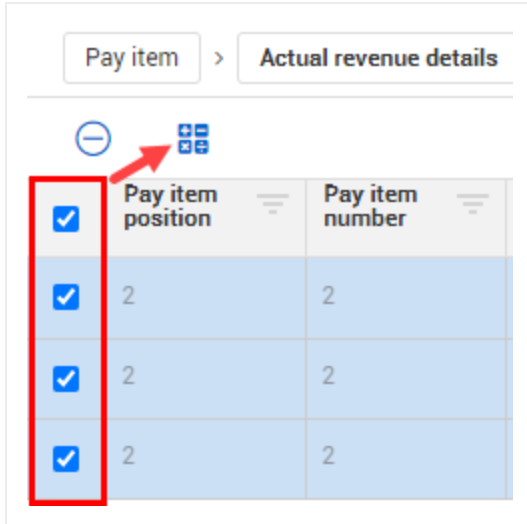 Pay item > Actual revenue details
Pay item position
Pay item number
2 2
2 2
2 2